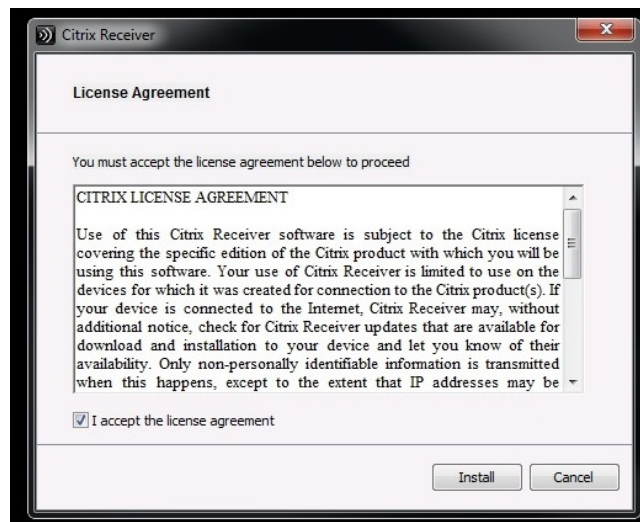 Citrix Receiver
License Agreement
You must accept the license agreement below to proceed
CITRIX LICENSE AGREEMENT
Use of this Citrix Receiver software is subject to the Citrix license
covering the specific edition of the Citrix product with which you will be
using this software. Your use of Citrix Receiver is limited to use on the
devices for which it was created for connection to the Citrix product(s). If
your device is connected to the Internet, Citrix Receiver may, without
additional notice, check for Citrix Receiver updates that are available for
download and installation to your device and let you know of their
availability. Only non-personally identifiable information is transmitted
when this happens, except to the extent that IP addresses may be
I accept the license agreement
Install
Cancel